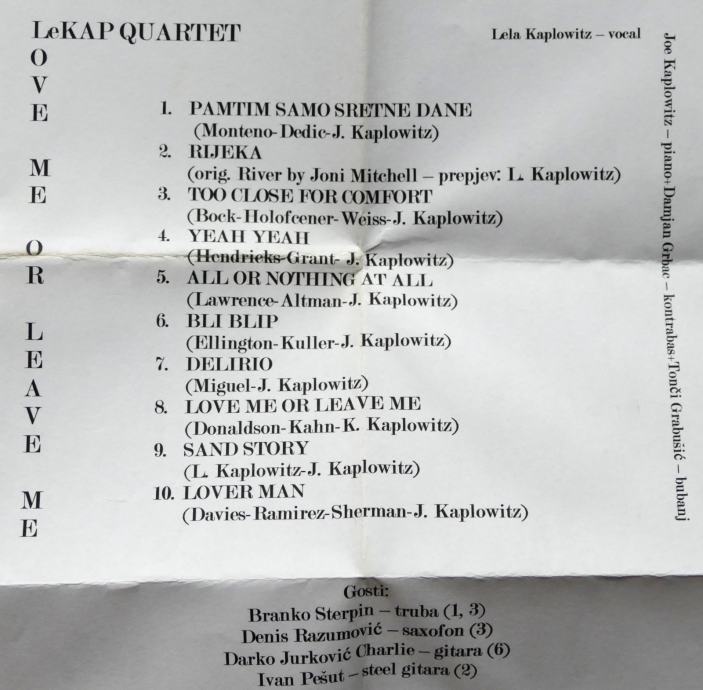 LeKAP QUARTET
Lela Kaplowitz – vocal
Joe Kaplowitz – piano+Damjan Grbac – kontrabas+Tonči Grabušić – bubanj
LOVE ME OR LEAVE ME
1. PAMTIM SAMO SRETNE DANE
(Monteno-Dedic-J. Kaplowitz)
2. RIJEKA
(orig. River by Joni Mitchell – prepjev: L. Kaplowitz)
3. TOO CLOSE FOR COMFORT
(Bock-Holofcener-Weiss-J. Kaplowitz)
4. YEAH YEAH
(Hendricks-Grant- J. Kaplowitz)
5. ALL OR NOTHING AT ALL
(Lawrence-Altman-J. Kaplowitz)
6. BLI BLIP
(Ellington-Kuller-J. Kaplowitz)
7. DELIRIO
(Miguel-J. Kaplowitz)
8. LOVE ME OR LEAVE ME
(Donaldson-Kahn-K. Kaplowitz)
9. SAND STORY
(L. Kaplowitz-J. Kaplowitz)
10. LOVER MAN
(Davies-Ramirez-Sherman-J. Kaplowitz)
Gosti:
Branko Sterpin – truba (1, 3)
Denis Razumović – saxofon (3)
Darko Jurković Charlie – gitara (6)
Ivan Pešut – steel gitara (2)